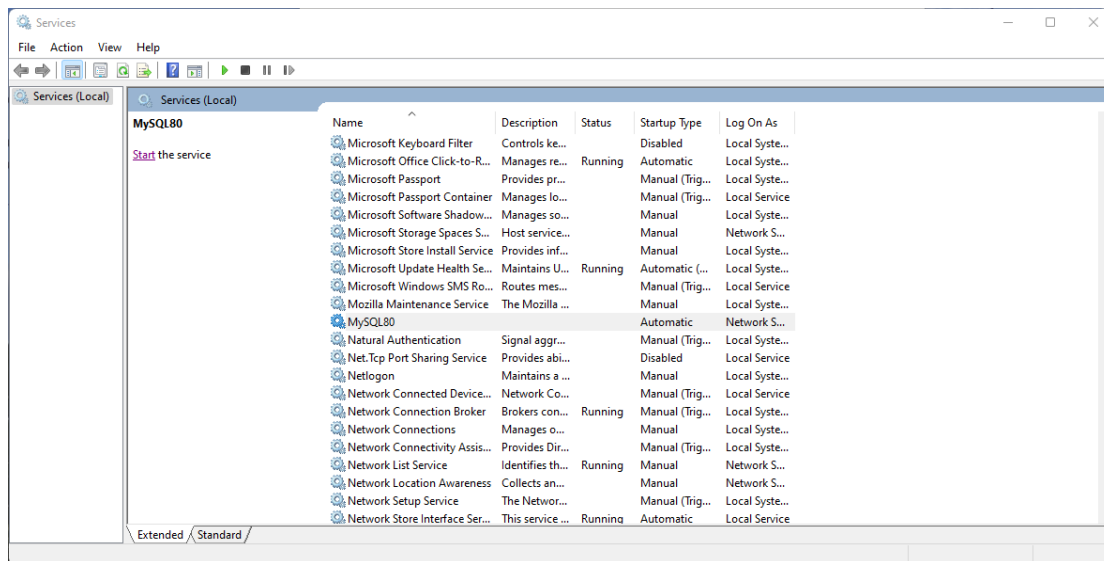 Services
File Action View Help
Services (Local)
Services (Local)
MySQL80
Start the service
Name Description Status Startup Type Log On As
Microsoft Keyboard Filter Controls ke... Disabled Local Syste...
Microsoft Office Click-to-R... Manages re... Running Automatic Local Syste...
Microsoft Passport Provides pr... Manual (Trig... Local Syste...
Microsoft Passport Container Manages lo... Manual (Trig... Local Service
Microsoft Software Shadow... Manages so... Manual Local Syste...
Microsoft Storage Spaces S... Host service... Manual Network S...
Microsoft Store Install Service Provides inf... Manual Local Syste...
Microsoft Update Health Se... Maintains U... Running Automatic (... Local Syste...
Microsoft Windows SMS Ro... Routes mes... Manual (Trig... Local Service
Mozilla Maintenance Service The Mozilla ... Manual Local Syste...
MySQL80 Automatic Network S...
Natural Authentication Signal aggr... Manual (Trig... Local Syste...
Net.Tcp Port Sharing Service Provides abi... Disabled Local Service
Netlogon Maintains a ... Manual Local Syste...
Network Connected Device... Network Co... Manual (Trig... Local Service
Network Connection Broker Brokers con... Running Manual (Trig... Local Syste...
Network Connections Manages o... Manual Local Syste...
Network Connectivity Assis... Provides Dir... Manual (Trig... Local Syste...
Network List Service Identifies th... Running Manual Network S...
Network Location Awareness Collects an... Manual Network S...
Network Setup Service The Networ... Manual (Trig... Local Syste...
Network Store Interface Ser... This service ... Running Automatic Local Service
Extended Standard